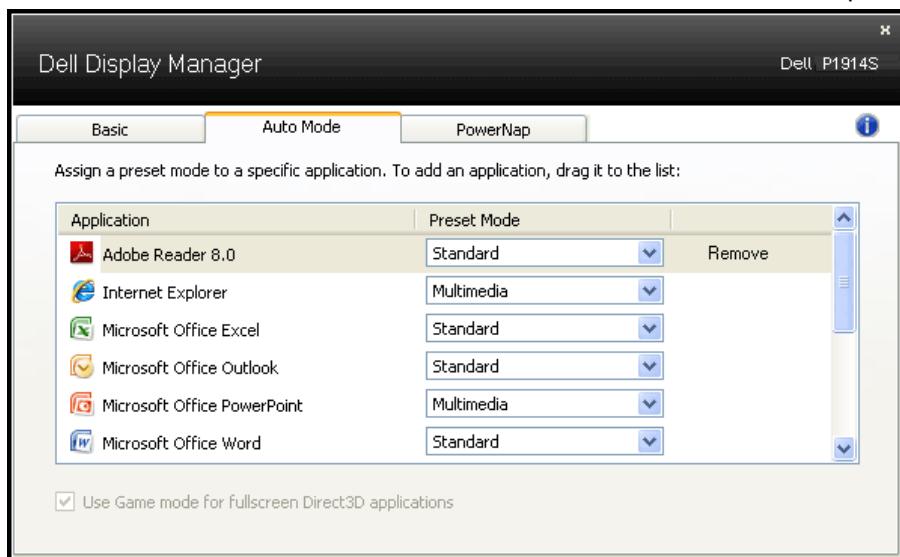 Dell Display Manager
Dell P1914S
Basic Auto Mode PowerNap
Assign a preset mode to a specific application. To add an application, drag it to the list:
Application Preset Mode
Adobe Reader 8.0 Standard Remove
Internet Explorer Multimedia
Microsoft Office Excel Standard
Microsoft Office Outlook Standard
Microsoft Office PowerPoint Multimedia
Microsoft Office Word Standard
Use Game mode for fullscreen Direct3D applications